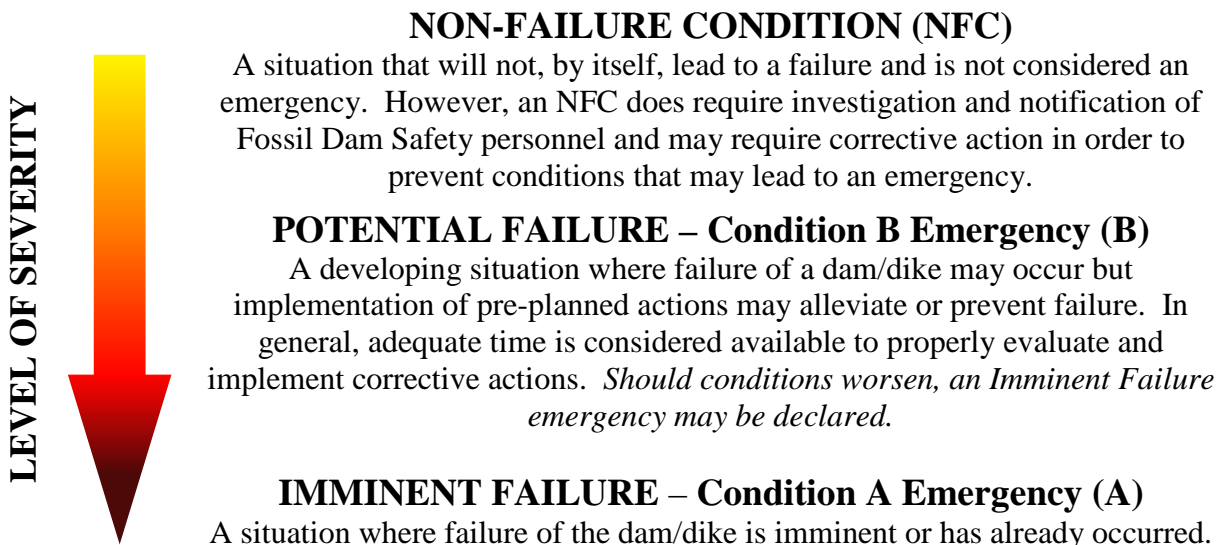 LEVEL OF SEVERITY
NON-FAILURE CONDITION (NFC)
A situation that will not, by itself, lead to a failure and is not considered an
emergency.  However, an NFC does require investigation and notification of
Fossil Dam Safety personnel and may require corrective action in order to
prevent conditions that may lead to an emergency.
POTENTIAL FAILURE – Condition B Emergency (B)
A developing situation where failure of a dam/dike may occur but
implementation of pre-planned actions may alleviate or prevent failure.  In
general, adequate time is considered available to properly evaluate and
implement corrective actions.  Should conditions worsen, an Imminent Failure
emergency may be declared.
IMMINENT FAILURE – Condition A Emergency (A)
A situation where failure of the dam/dike is imminent or has already occurred.